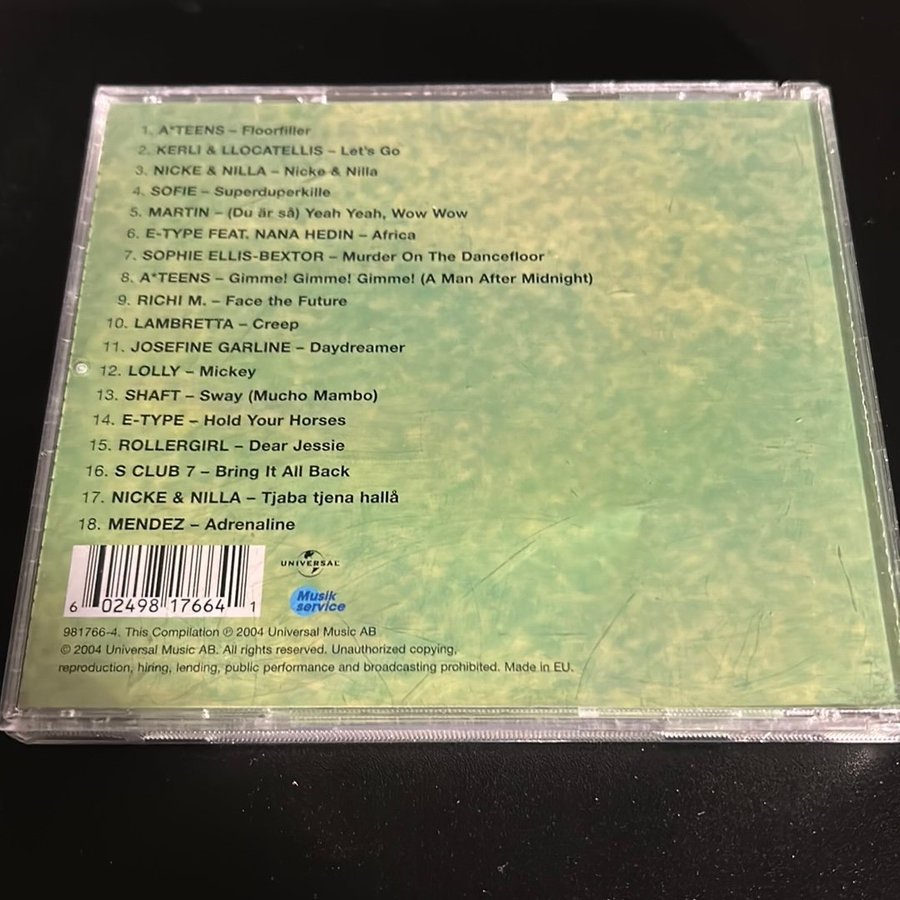 1. A*TEENS – Floorfiller
2. KERLI & LLOCATELLIS – Let's Go
3. NICKE & NILLA – Nicke & Nilla
4. SOFIE – Superduperkille
5. MARTIN – (Du är så) Yeah Yeah, Wow Wow
6. E-TYPE FEAT. NANA HEDIN – Africa
7. SOPHIE ELLIS-BEXTOR – Murder On The Dancefloor
8. A*TEENS – Gimme! Gimme! Gimme! (A Man After Midnight)
9. RICHI M. – Face the Future
10. LAMBRETTA – Creep
11. JOSEFINE GARLINE – Daydreamer
12. LOLLY – Mickey
13. SHAFT – Sway (Mucho Mambo)
14. E-TYPE – Hold Your Horses
15. ROLLERGIRL – Dear Jessie
16. S CLUB 7 – Bring It All Back
17. NICKE & NILLA – Tjaba tjena hallå
18. MENDEZ – Adrenaline
UNIVERSAL
Musik
service
6 02498 17664 1
981766-4. This Compilation ℗ 2004 Universal Music AB
© 2004 Universal Music AB. All rights reserved. Unauthorized copying,
reproduction, hiring, lending, public performance and broadcasting prohibited. Made in EU.